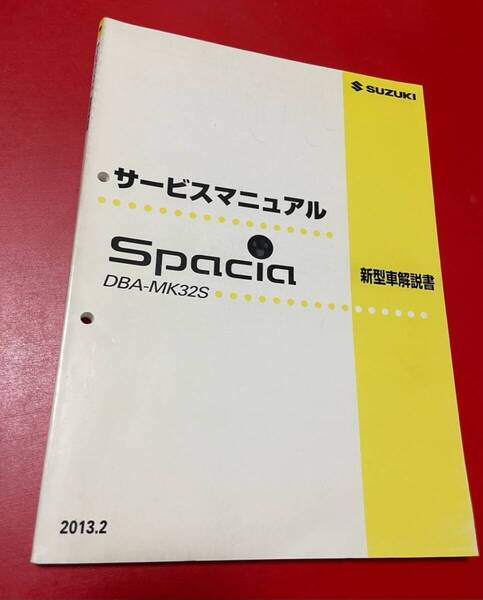 SUZUKI
サービスマニュアル
Spacia
DBA-MK32S
新型車解説書
2013.2